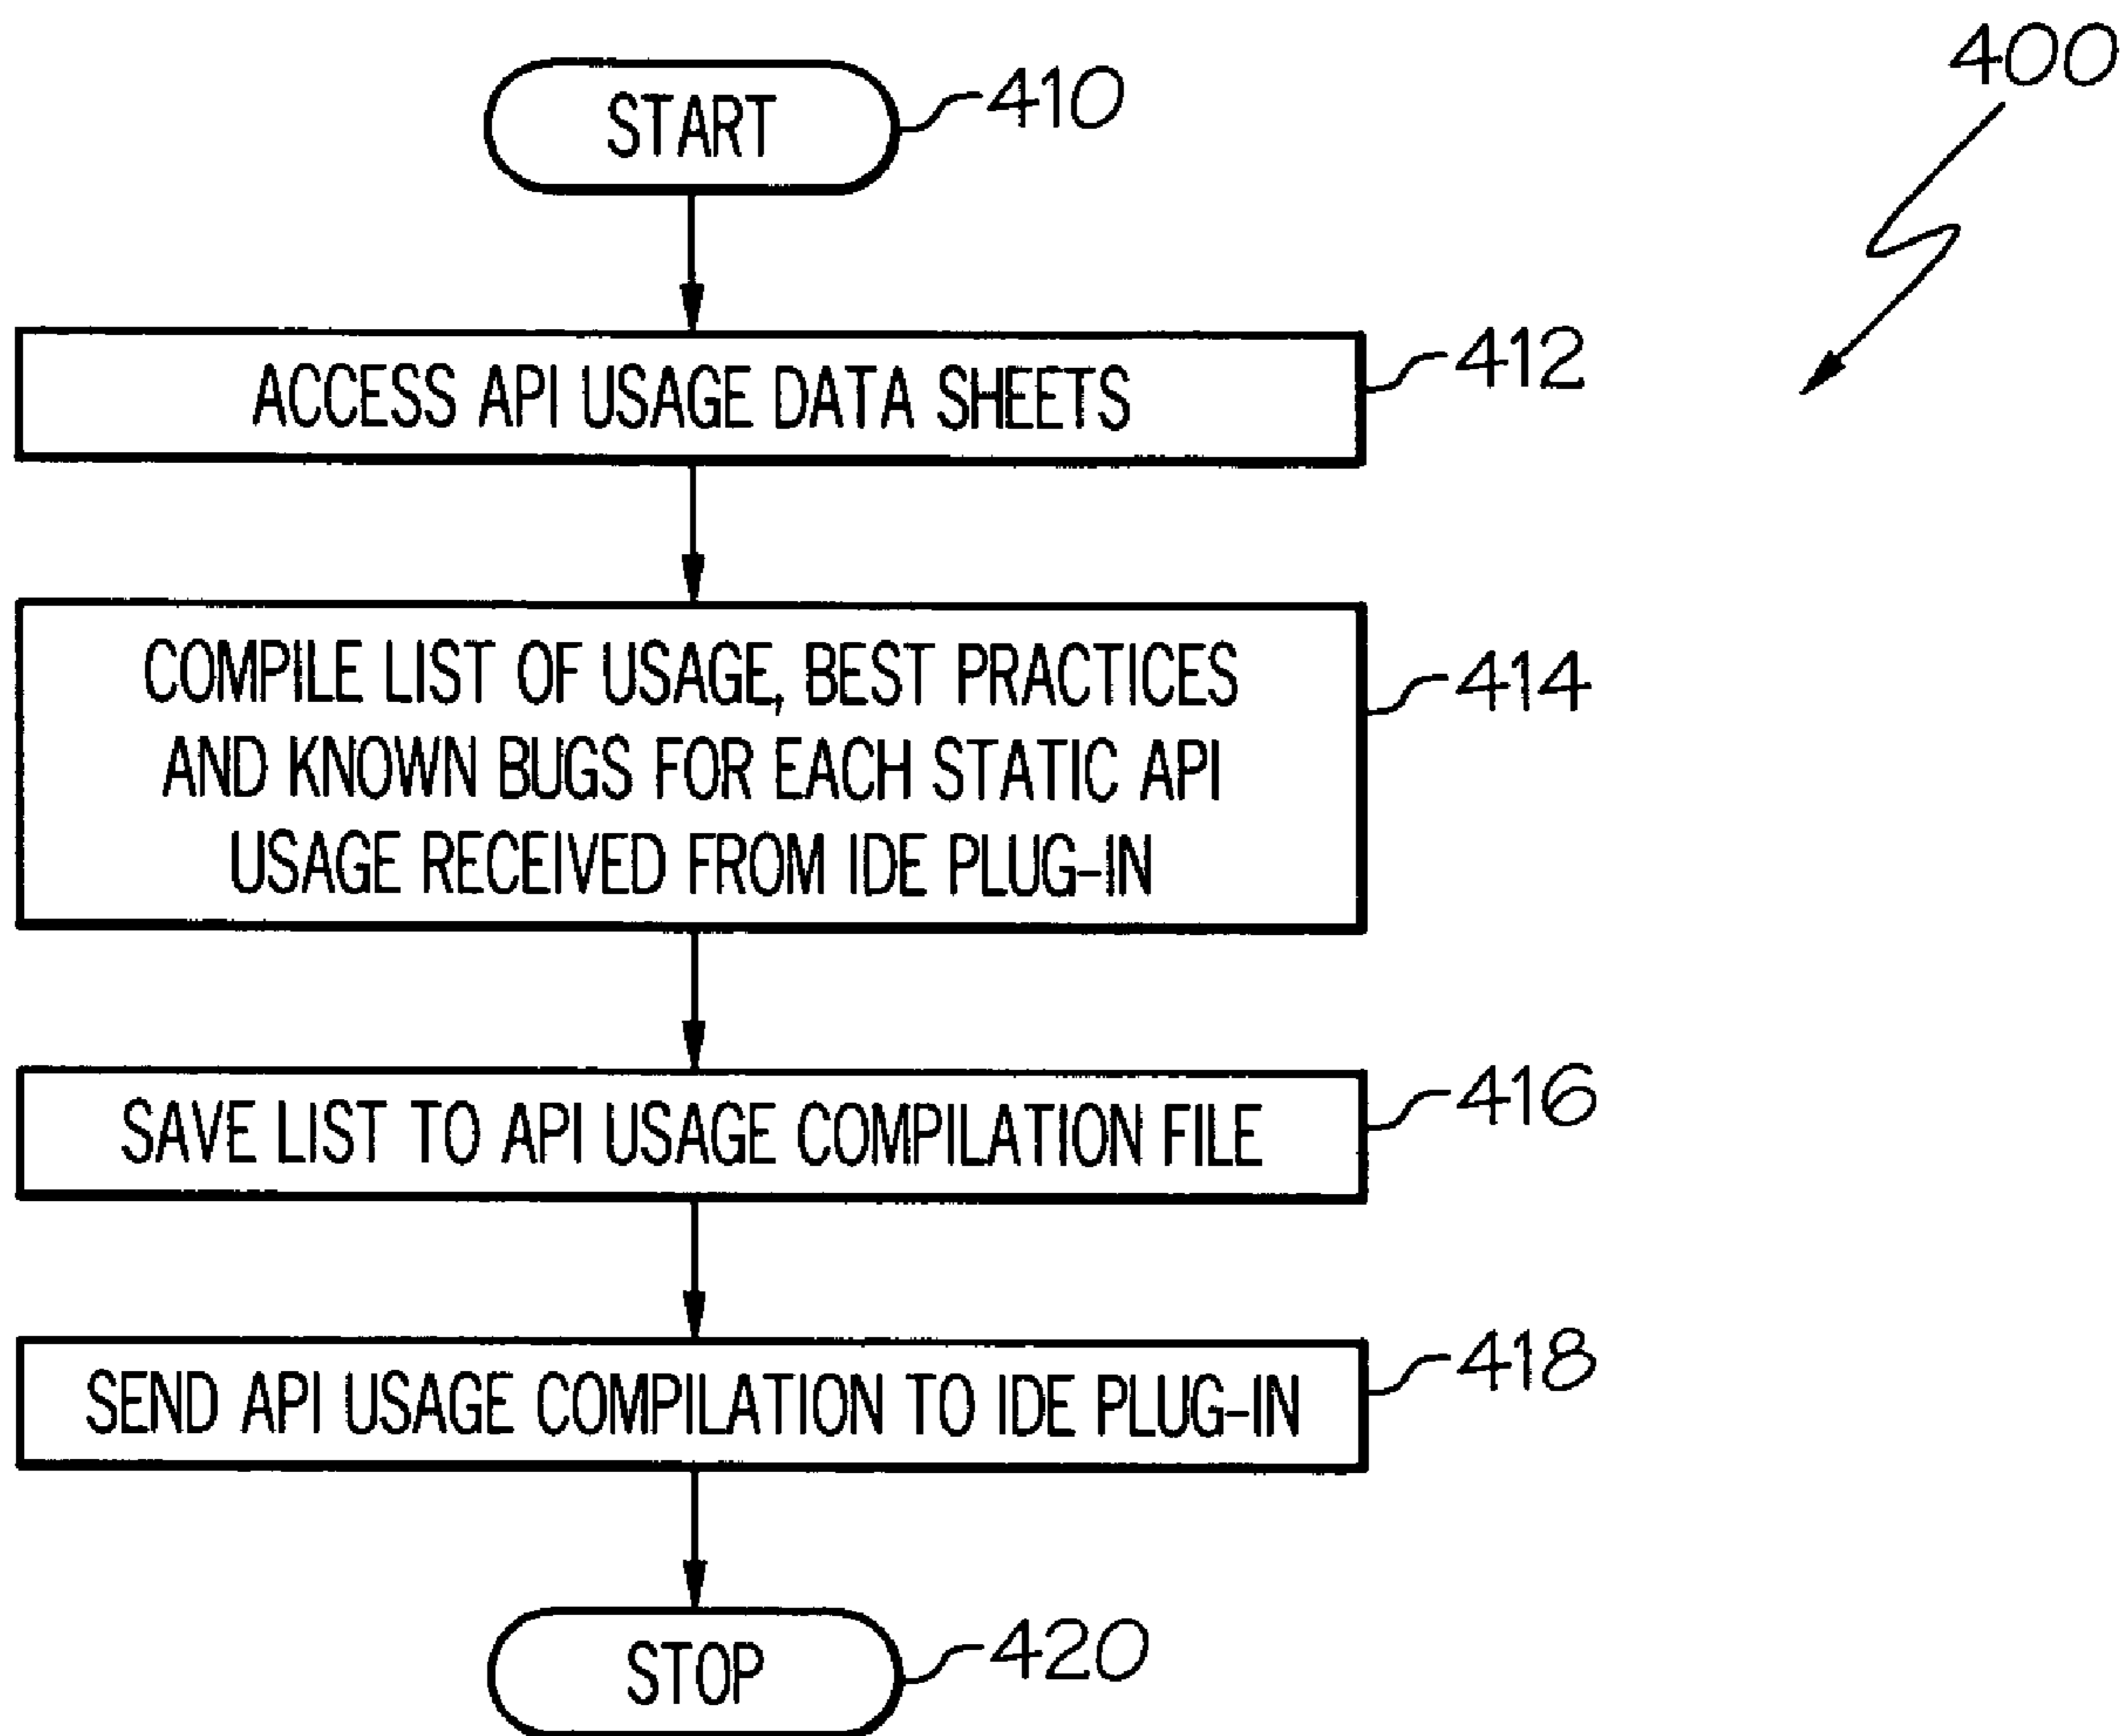 400
START
410
ACCESS API USAGE DATA SHEETS
412
COMPILE LIST OF USAGE, BEST PRACTICES
AND KNOWN BUGS FOR EACH STATIC API
USAGE RECEIVED FROM IDE PLUG-IN
414
SAVE LIST TO API USAGE COMPILATION FILE
416
SEND API USAGE COMPILATION TO IDE PLUG-IN
418
STOP
420